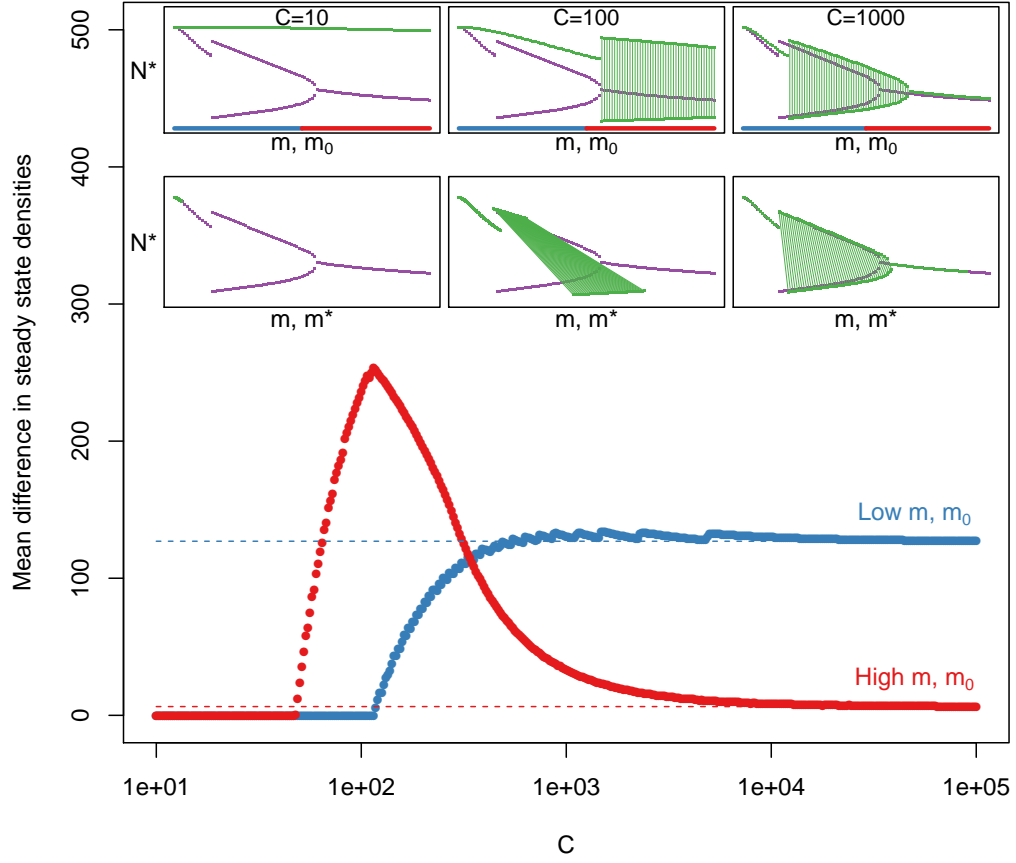 C=10
C=100
C=1000
N*
m, m₀
m, m₀
m, m₀
N*
m, m*
m, m*
m, m*
Mean difference in steady state densities
500
400
300
200
100
0
Low m, m₀
High m, m₀
1e+01
1e+02
1e+03
1e+04
1e+05
C